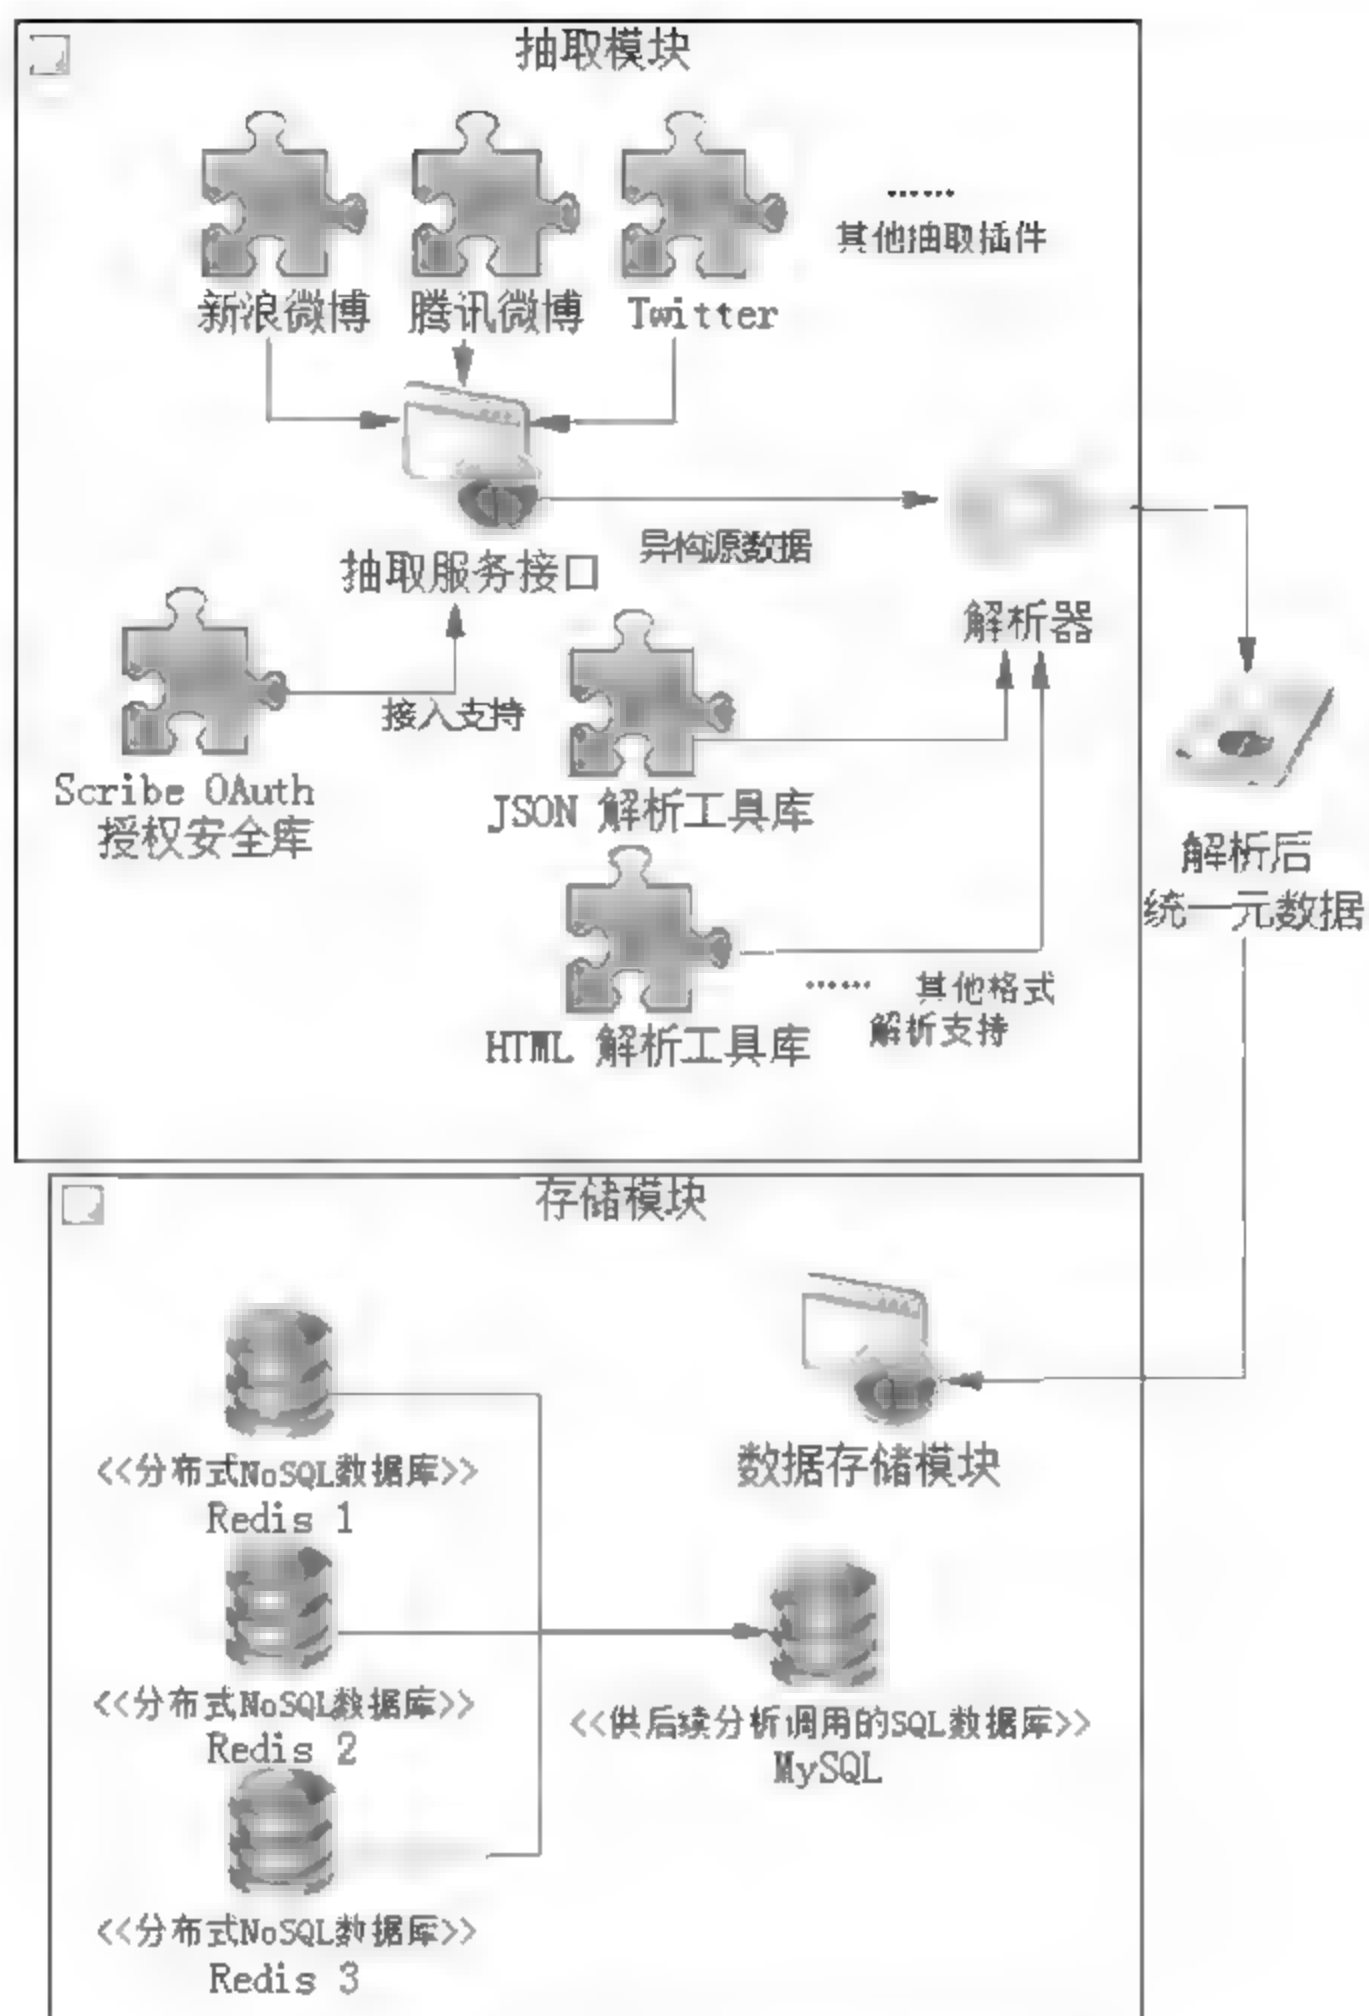 抽取模块
……
其他抽取插件
新浪微博
腾讯微博
Twitter
异构源数据
抽取服务接口
解析器
接入支持
Scribe OAuth
授权安全库
JSON 解析工具库
解析后
统一元数据
…… 其他格式
解析支持
HTML 解析工具库
存储模块
数据存储模块
<<分布式NoSQL数据库>>
Redis 1
<<分布式NoSQL数据库>>
Redis 2
<<供后续分析调用的SQL数据库>>
MySQL
<<分布式NoSQL数据库>>
Redis 3